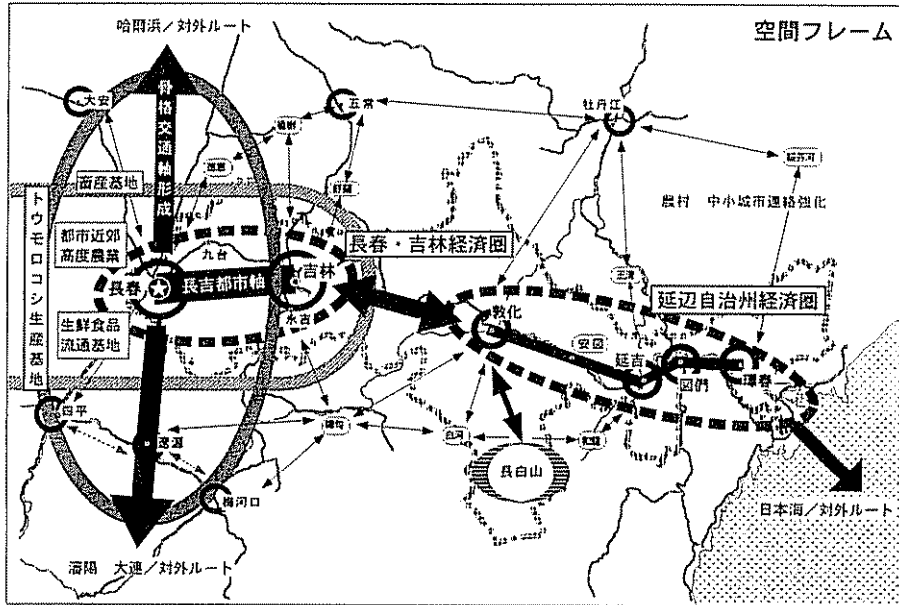 空間フレーム
哈爾浜/対外ルート
大安
五常
牡丹江
骨格交通軸形成
舒蘭
畜産基地
農村 中小城市連絡強化
トウモロコシ生産基地
都市近郊
高度農業
九台
長春・吉林経済圏
吉林
長春
長吉都市軸
延辺自治州経済圏
永吉
敦化
生鮮食品
流通基地
安図
延吉
図們
琿春
四平
遼源
白河
和龍
長白山
梅河口
日本海/対外ルート
瀋陽 大連/対外ルート